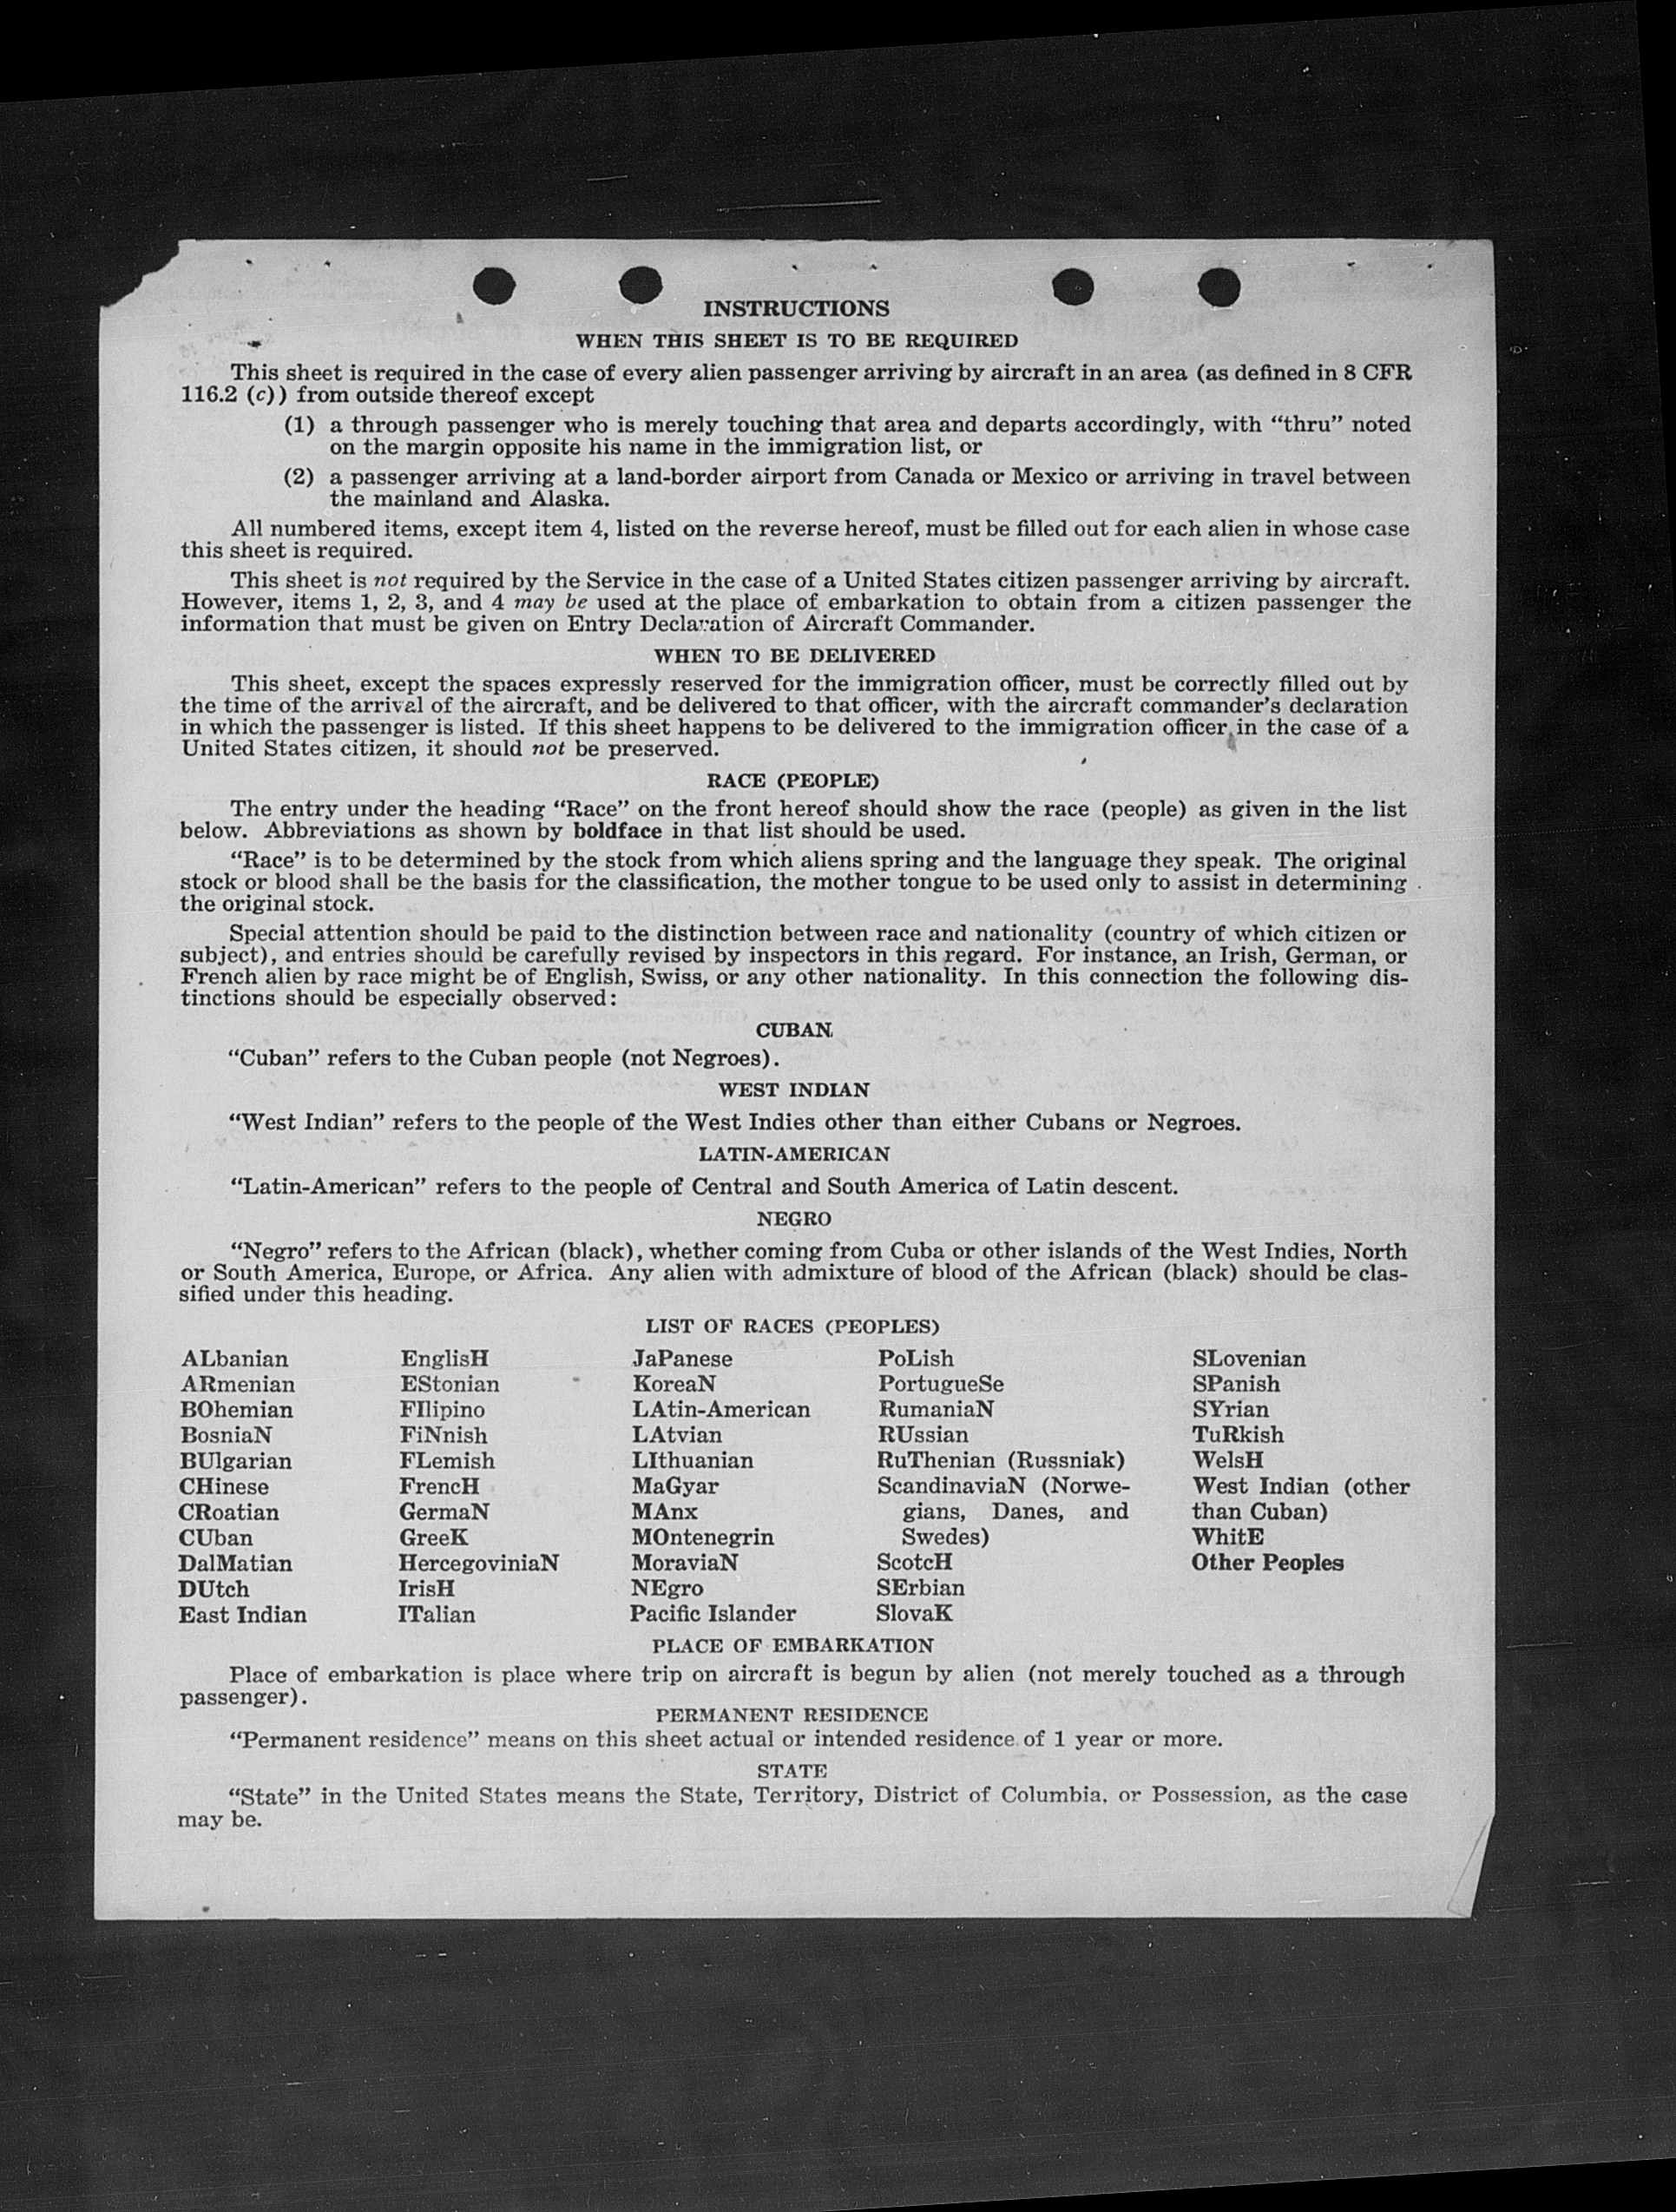 INSTRUCTIONS
WHEN THIS SHEET IS TO BE REQUIRED
This sheet is required in the case of every alien passenger arriving by aircraft in an area (as defined in 8 CFR
116.2 (c)) from outside thereof except
(1) a through passenger who is merely touching that area and departs accordingly, with “thru” noted
on the margin opposite his name in the immigration list, or
(2) a passenger arriving at a land-border airport from Canada or Mexico or arriving in travel between
the mainland and Alaska.
All numbered items, except item 4, listed on the reverse hereof, must be filled out for each alien in whose case
this sheet is required.
This sheet is not required by the Service in the case of a United States citizen passenger arriving by aircraft.
However, items 1, 2, 3, and 4 may be used at the place of embarkation to obtain from a citizen passenger the
information that must be given on Entry Declaration of Aircraft Commander.
WHEN TO BE DELIVERED
This sheet, except the spaces expressly reserved for the immigration officer, must be correctly filled out by
the time of the arrival of the aircraft, and be delivered to that officer, with the aircraft commander’s declaration
in which the passenger is listed. If this sheet happens to be delivered to the immigration officer in the case of a
United States citizen, it should not be preserved.
RACE (PEOPLE)
The entry under the heading “Race” on the front hereof should show the race (people) as given in the list
below. Abbreviations as shown by boldface in that list should be used.
“Race” is to be determined by the stock from which aliens spring and the language they speak. The original
stock or blood shall be the basis for the classification, the mother tongue to be used only to assist in determining
the original stock.
Special attention should be paid to the distinction between race and nationality (country of which citizen or
subject), and entries should be carefully revised by inspectors in this regard. For instance, an Irish, German, or
French alien by race might be of English, Swiss, or any other nationality. In this connection the following dis-
tinctions should be especially observed:
CUBAN
“Cuban” refers to the Cuban people (not Negroes).
WEST INDIAN
“West Indian” refers to the people of the West Indies other than either Cubans or Negroes.
LATIN-AMERICAN
“Latin-American” refers to the people of Central and South America of Latin descent.
NEGRO
“Negro” refers to the African (black), whether coming from Cuba or other islands of the West Indies, North
or South America, Europe, or Africa. Any alien with admixture of blood of the African (black) should be clas-
sified under this heading.
LIST OF RACES (PEOPLES)
ALbanian
ARmenian
BOhemian
BosniaN
BUlgarian
CHinese
CRoatian
CUban
DalMatian
DUtch
East Indian
EnglisH
EStonian
FIlipino
FiNnish
FLemish
FrencH
GermaN
GreeK
HercegoviniaN
IrisH
ITalian
JaPanese
KoreaN
LAtin-American
LAtvian
LIthuanian
MaGyar
MAnx
MOntenegrin
MoraviaN
NEgro
Pacific Islander
PoLish
PortugueSe
RumaniaN
RUssian
RuThenian (Russniak)
ScandinaviaN (Norwe-
gians, Danes, and
Swedes)
ScotcH
SErbian
SlovaK
SLovenian
SPanish
SYrian
TuRkish
WelsH
West Indian (other
than Cuban)
WhitE
Other Peoples
PLACE OF EMBARKATION
Place of embarkation is place where trip on aircraft is begun by alien (not merely touched as a through
passenger).
PERMANENT RESIDENCE
“Permanent residence” means on this sheet actual or intended residence of 1 year or more.
STATE
“State” in the United States means the State, Territory, District of Columbia, or Possession, as the case
may be.